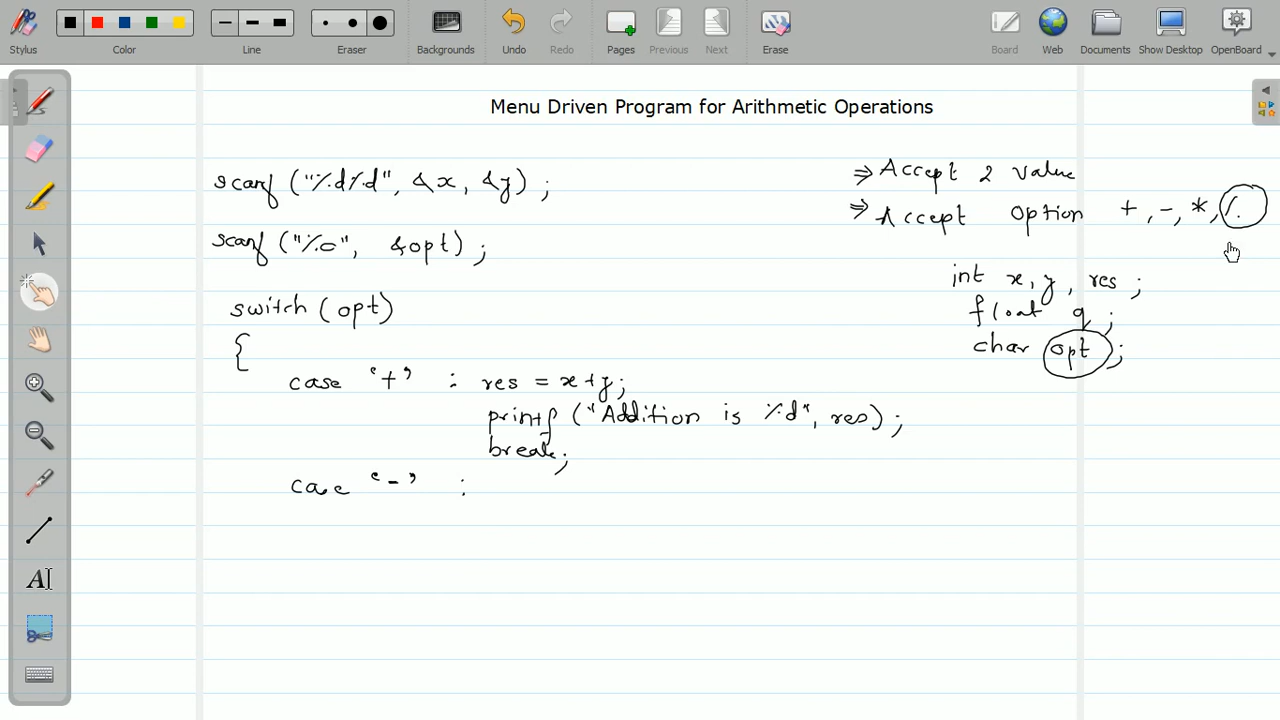 Stylus
Color
Line
Eraser
Backgrounds
Undo
Redo
Pages
Previous
Next
Erase
Board
Web
Documents
Show Desktop
OpenBoard
Menu Driven Program for Arithmetic Operations
scanf ("%d%d", &x, &y) ;
⇒ Accept 2 value
⇒ Accept option +, -, *, /.
scanf ("%c", &opt) ;
int x, y, res ;
float q ;
char opt ;
switch (opt)
{
case '+' : res = x+y;
printf ("Addition is %d", res) ;
break;
case '-' :
AI